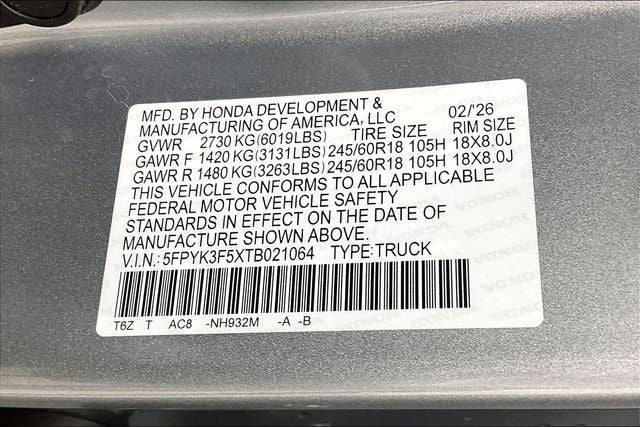 MFD. BY HONDA DEVELOPMENT & 02/'26
MANUFACTURING OF AMERICA, LLC
GVWR 2730 KG(6019LBS) TIRE SIZE RIM SIZE
GAWR F 1420 KG(3131LBS) 245/60R18 105H 18X8.0J
GAWR R 1480 KG(3263LBS) 245/60R18 105H 18X8.0J
THIS VEHICLE CONFORMS TO ALL APPLICABLE
FEDERAL MOTOR VEHICLE SAFETY
STANDARDS IN EFFECT ON THE DATE OF
MANUFACTURE SHOWN ABOVE.
V.I.N.: 5FPYK3F5XTB021064 TYPE:TRUCK
T6Z T AC8 -NH932M -A -B